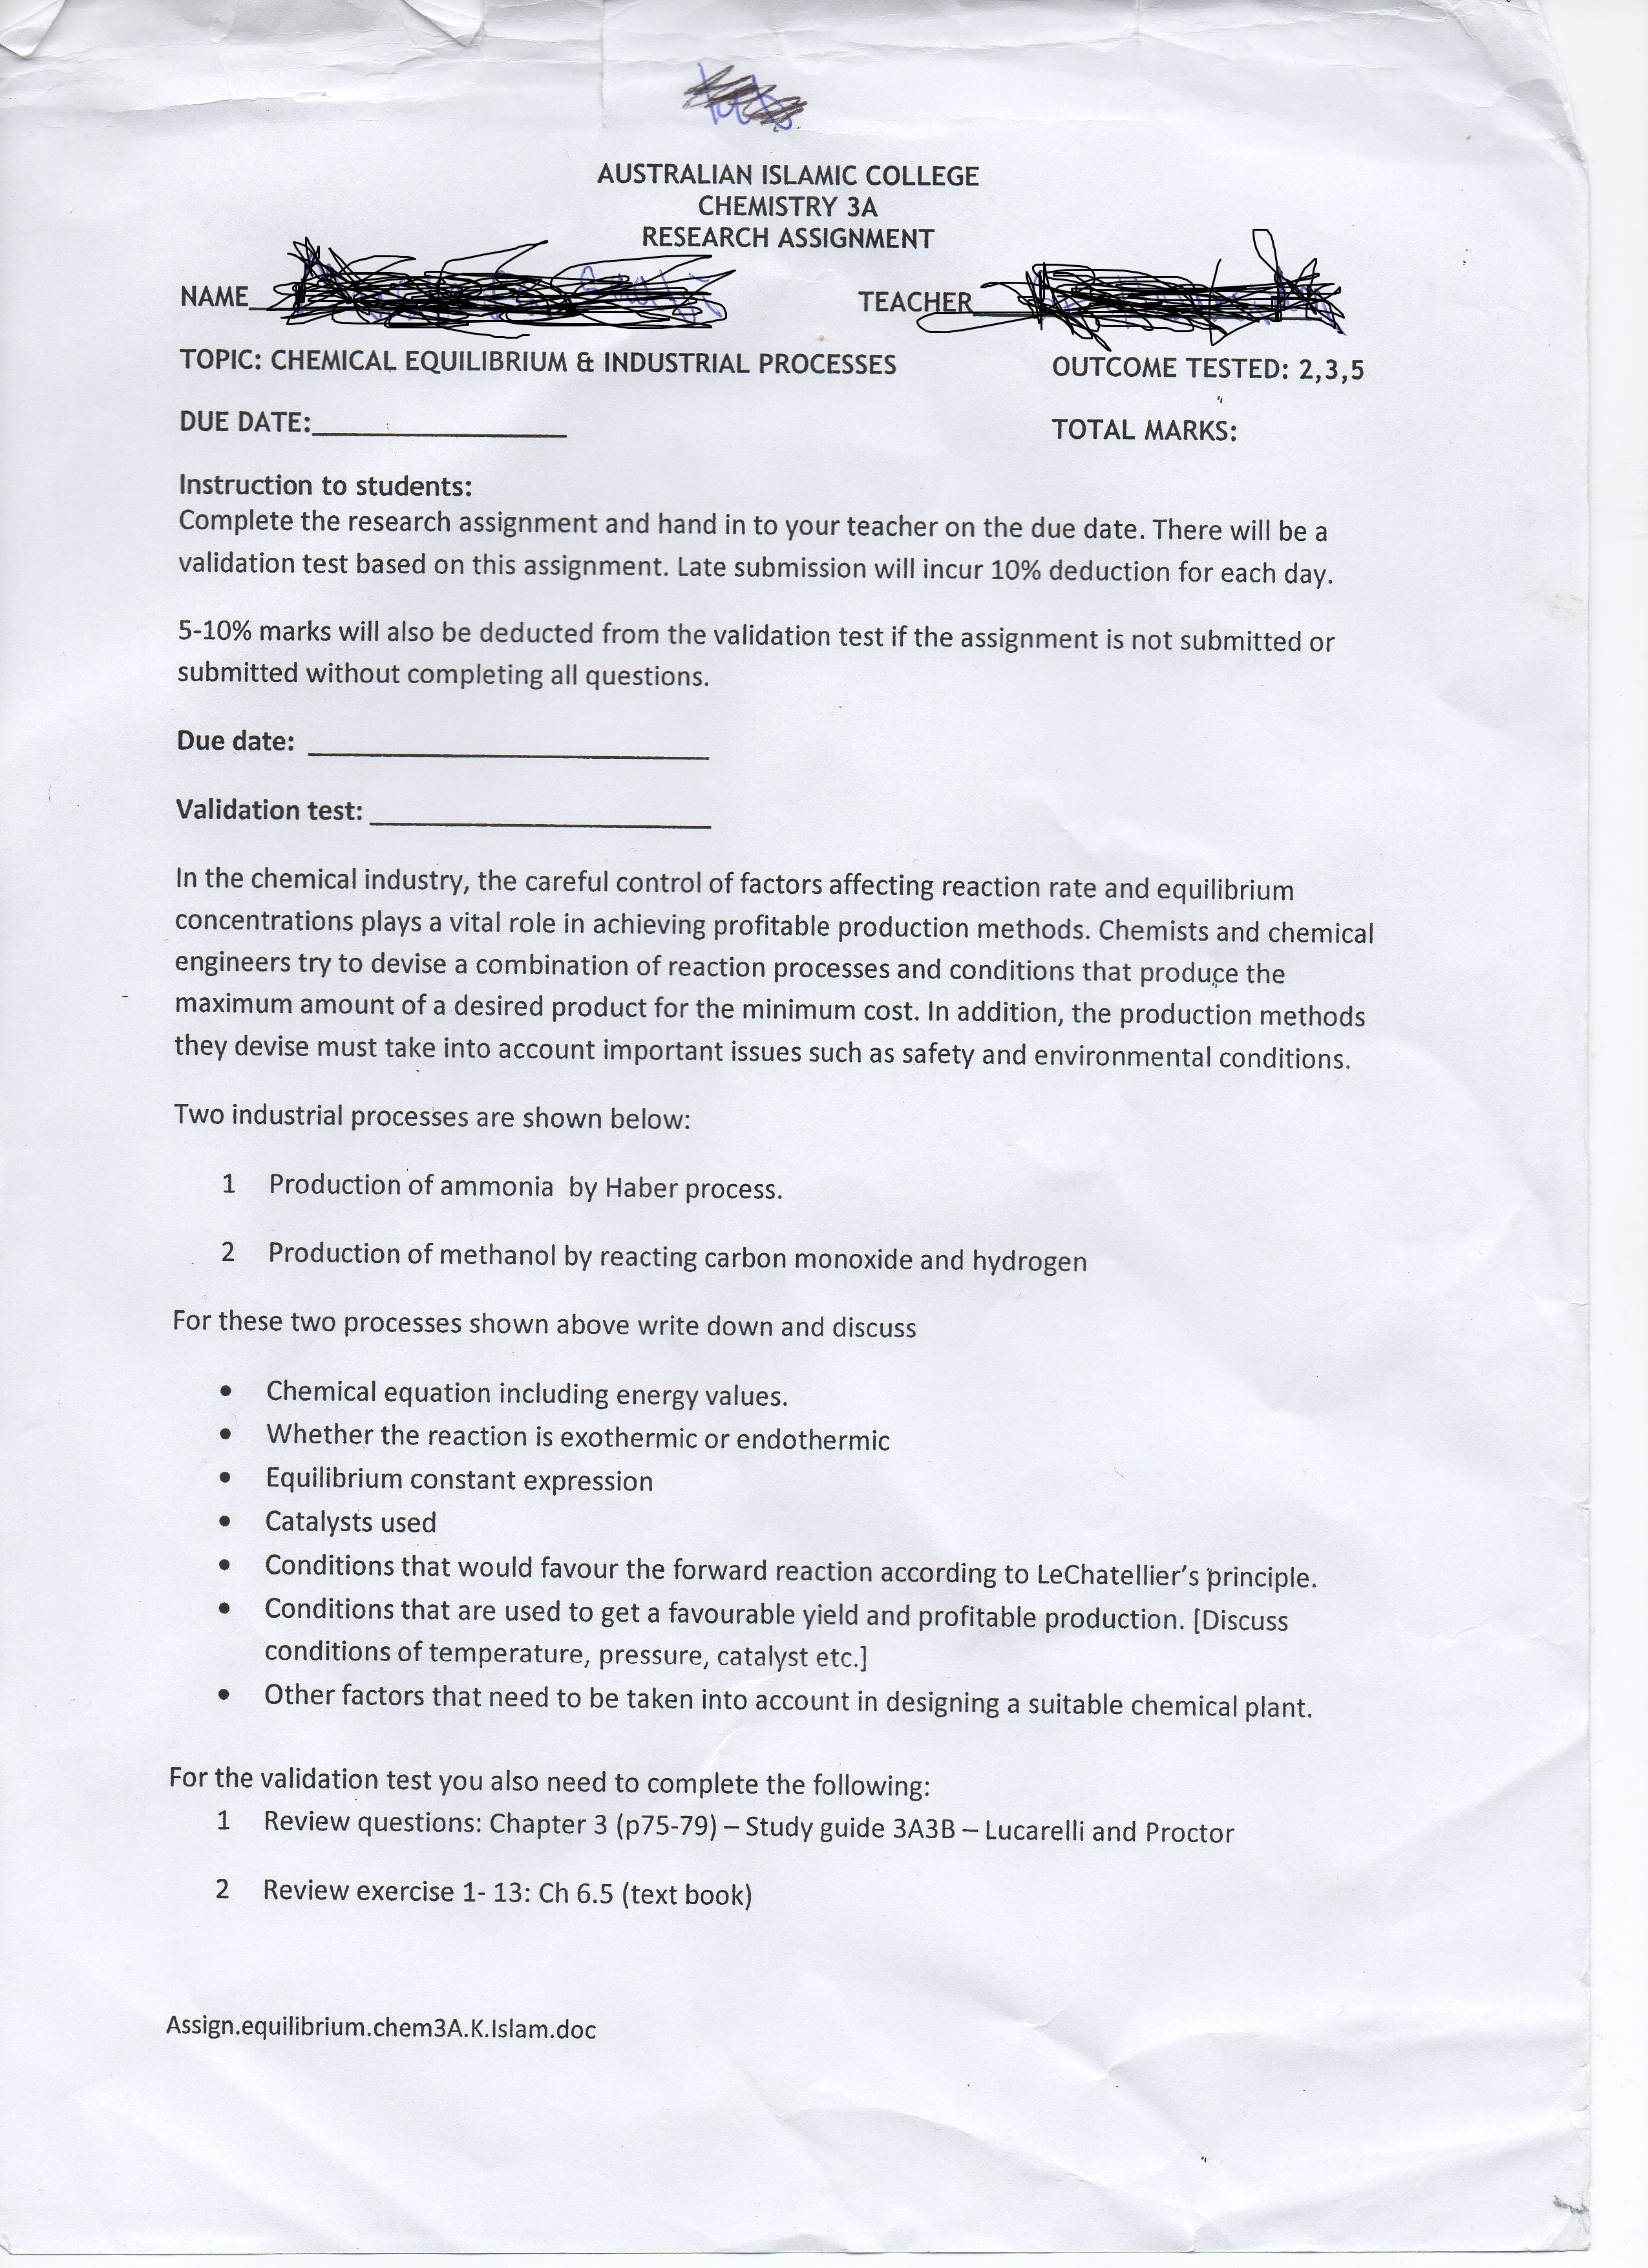 AUSTRALIAN ISLAMIC COLLEGE
CHEMISTRY 3A
RESEARCH ASSIGNMENT
NAME TEACHER
TOPIC: CHEMICAL EQUILIBRIUM & INDUSTRIAL PROCESSES OUTCOME TESTED: 2,3,5
DUE DATE: TOTAL MARKS:
Instruction to students:
Complete the research assignment and hand in to your teacher on the due date. There will be a
validation test based on this assignment. Late submission will incur 10% deduction for each day.
5-10% marks will also be deducted from the validation test if the assignment is not submitted or
submitted without completing all questions.
Due date:
Validation test:
In the chemical industry, the careful control of factors affecting reaction rate and equilibrium
concentrations plays a vital role in achieving profitable production methods. Chemists and chemical
engineers try to devise a combination of reaction processes and conditions that produce the
maximum amount of a desired product for the minimum cost. In addition, the production methods
they devise must take into account important issues such as safety and environmental conditions.
Two industrial processes are shown below:
1 Production of ammonia by Haber process.
2 Production of methanol by reacting carbon monoxide and hydrogen
For these two processes shown above write down and discuss
• Chemical equation including energy values.
• Whether the reaction is exothermic or endothermic
• Equilibrium constant expression
• Catalysts used
• Conditions that would favour the forward reaction according to LeChatellier's principle.
• Conditions that are used to get a favourable yield and profitable production. [Discuss
conditions of temperature, pressure, catalyst etc.]
• Other factors that need to be taken into account in designing a suitable chemical plant.
For the validation test you also need to complete the following:
1 Review questions: Chapter 3 (p75-79) – Study guide 3A3B – Lucarelli and Proctor
2 Review exercise 1- 13: Ch 6.5 (text book)
Assign.equilibrium.chem3A.K.Islam.doc